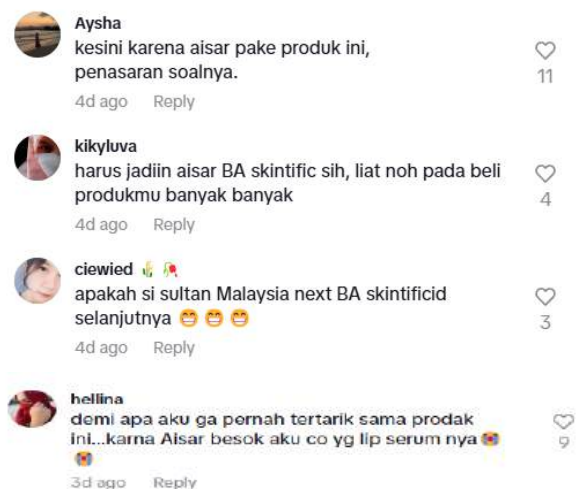 Aysha
kesini karena aisar pake produk ini,
penasaran soalnya.
11
4d ago Reply
kikyluva
harus jadiin aisar BA skintific sih, liat noh pada beli
produkmu banyak banyak
4
4d ago Reply
ciewied
apakah si sultan Malaysia next BA skintificid
selanjutnya 😁 😁 😁
3
4d ago Reply
hellina
demi apa aku ga pernah tertarik sama prodak
ini...karna Aisar besok aku co yg lip serum nya 😭
😭
9
3d ago Reply